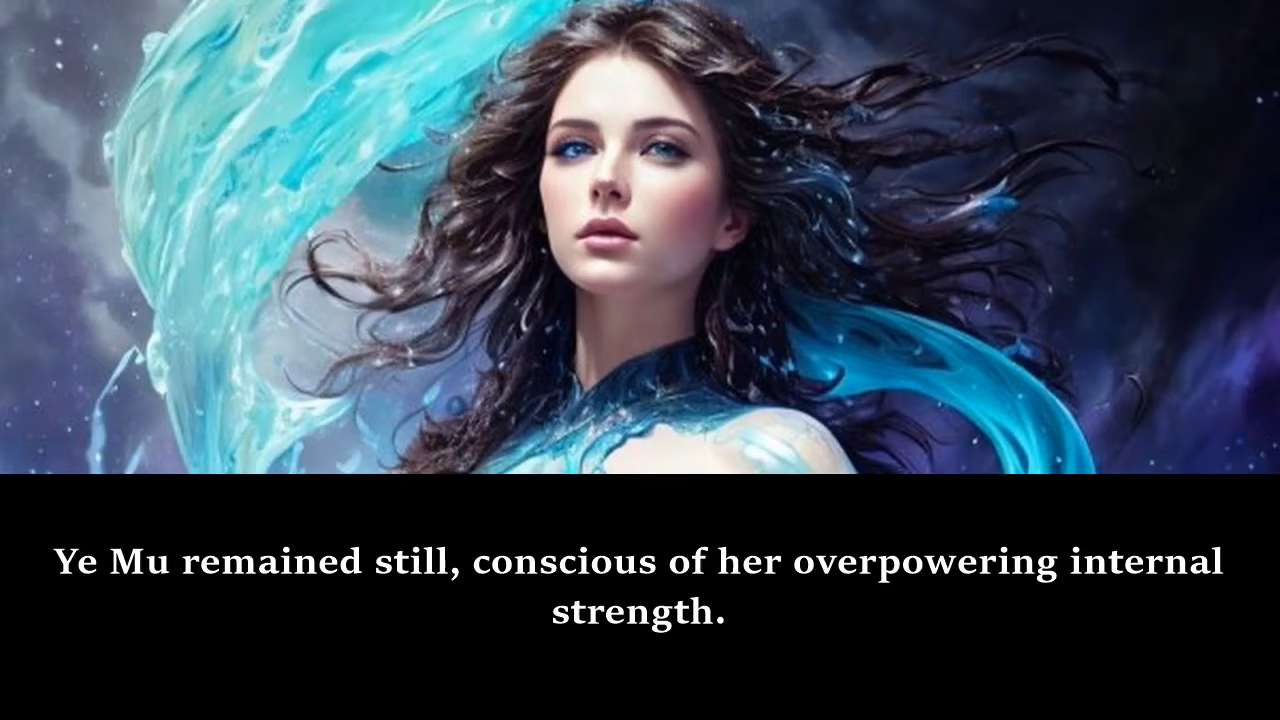 Ye Mu remained still, conscious of her overpowering internal
strength.